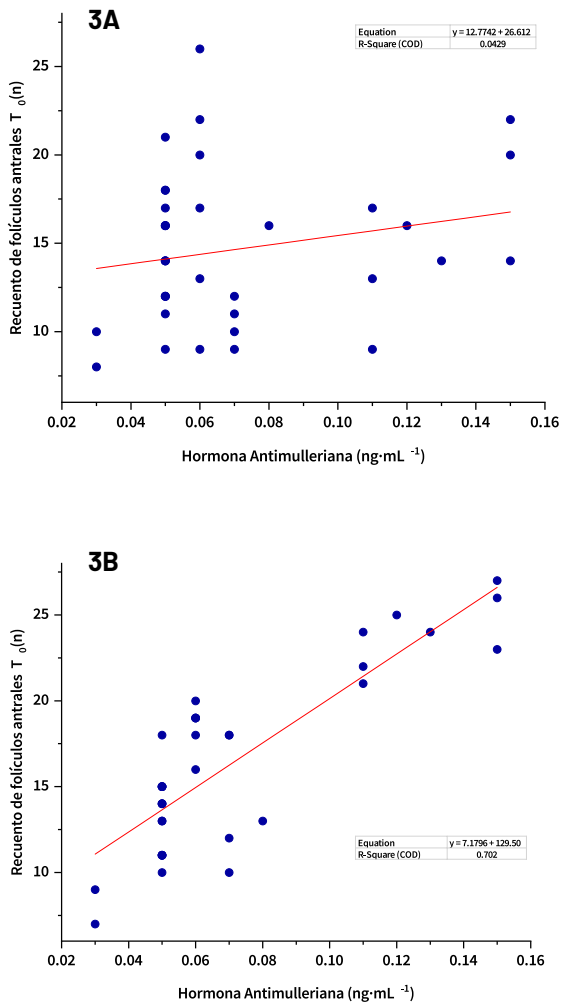 3A
Equation y = 12.7742 + 26.612
R-Square (COD) 0.0429
25
20
15
10
Recuento de folículos antrales T 0(n)
0.02 0.04 0.06 0.08 0.10 0.12 0.14 0.16
Hormona Antimulleriana (ng·mL -1)
3B
25
20
15
10
Recuento de folículos antrales T 0(n)
Equation y = 7.1796 + 129.50
R-Square (COD) 0.702
0.02 0.04 0.06 0.08 0.10 0.12 0.14 0.16
Hormona Antimulleriana (ng·mL -1)